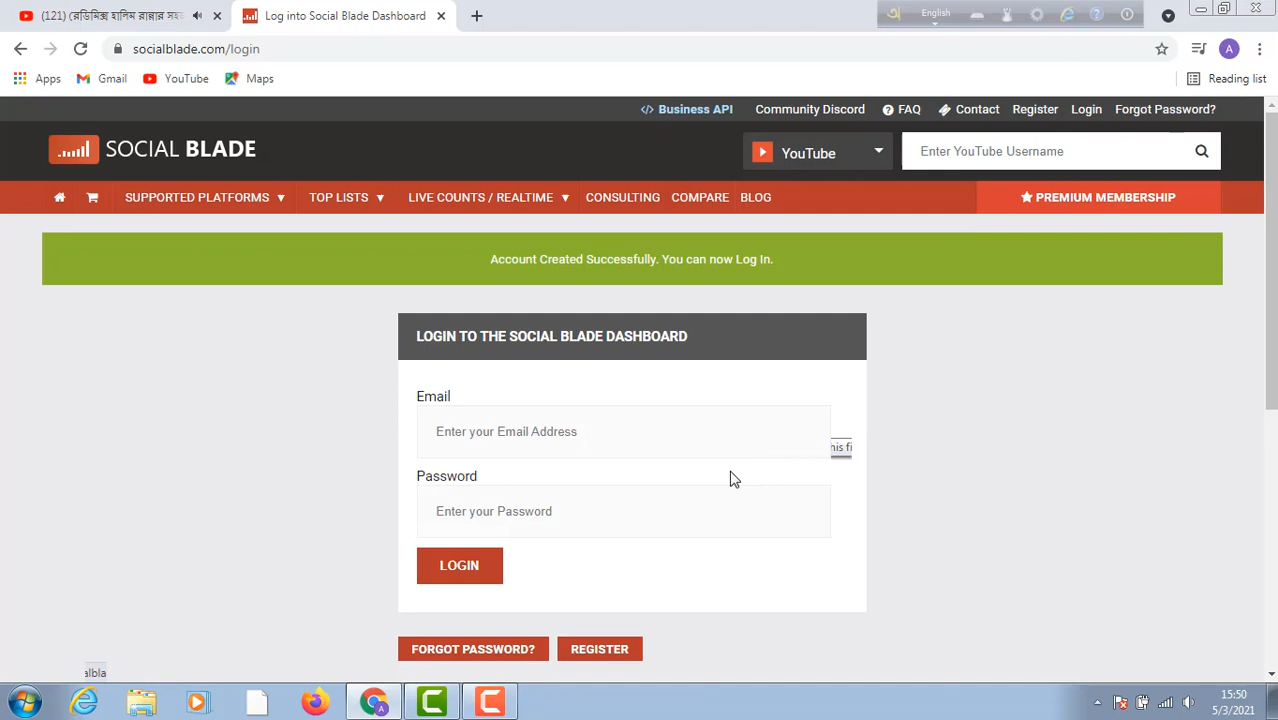 (121) (রেডিমিক্স হালিম রান্নার সহজ
Log into Social Blade Dashboard
English
socialblade.com/login
A
Apps
Gmail
YouTube
Maps
Reading list
</> Business API
Community Discord
FAQ
Contact
Register
Login
Forgot Password?
SOCIAL BLADE
YouTube
Enter YouTube Username
SUPPORTED PLATFORMS
TOP LISTS
LIVE COUNTS / REALTIME
CONSULTING
COMPARE
BLOG
PREMIUM MEMBERSHIP
Account Created Successfully. You can now Log In.
LOGIN TO THE SOCIAL BLADE DASHBOARD
Email
Enter your Email Address
his fi
Password
Enter your Password
LOGIN
FORGOT PASSWORD?
REGISTER
albla
15:50
5/3/2021